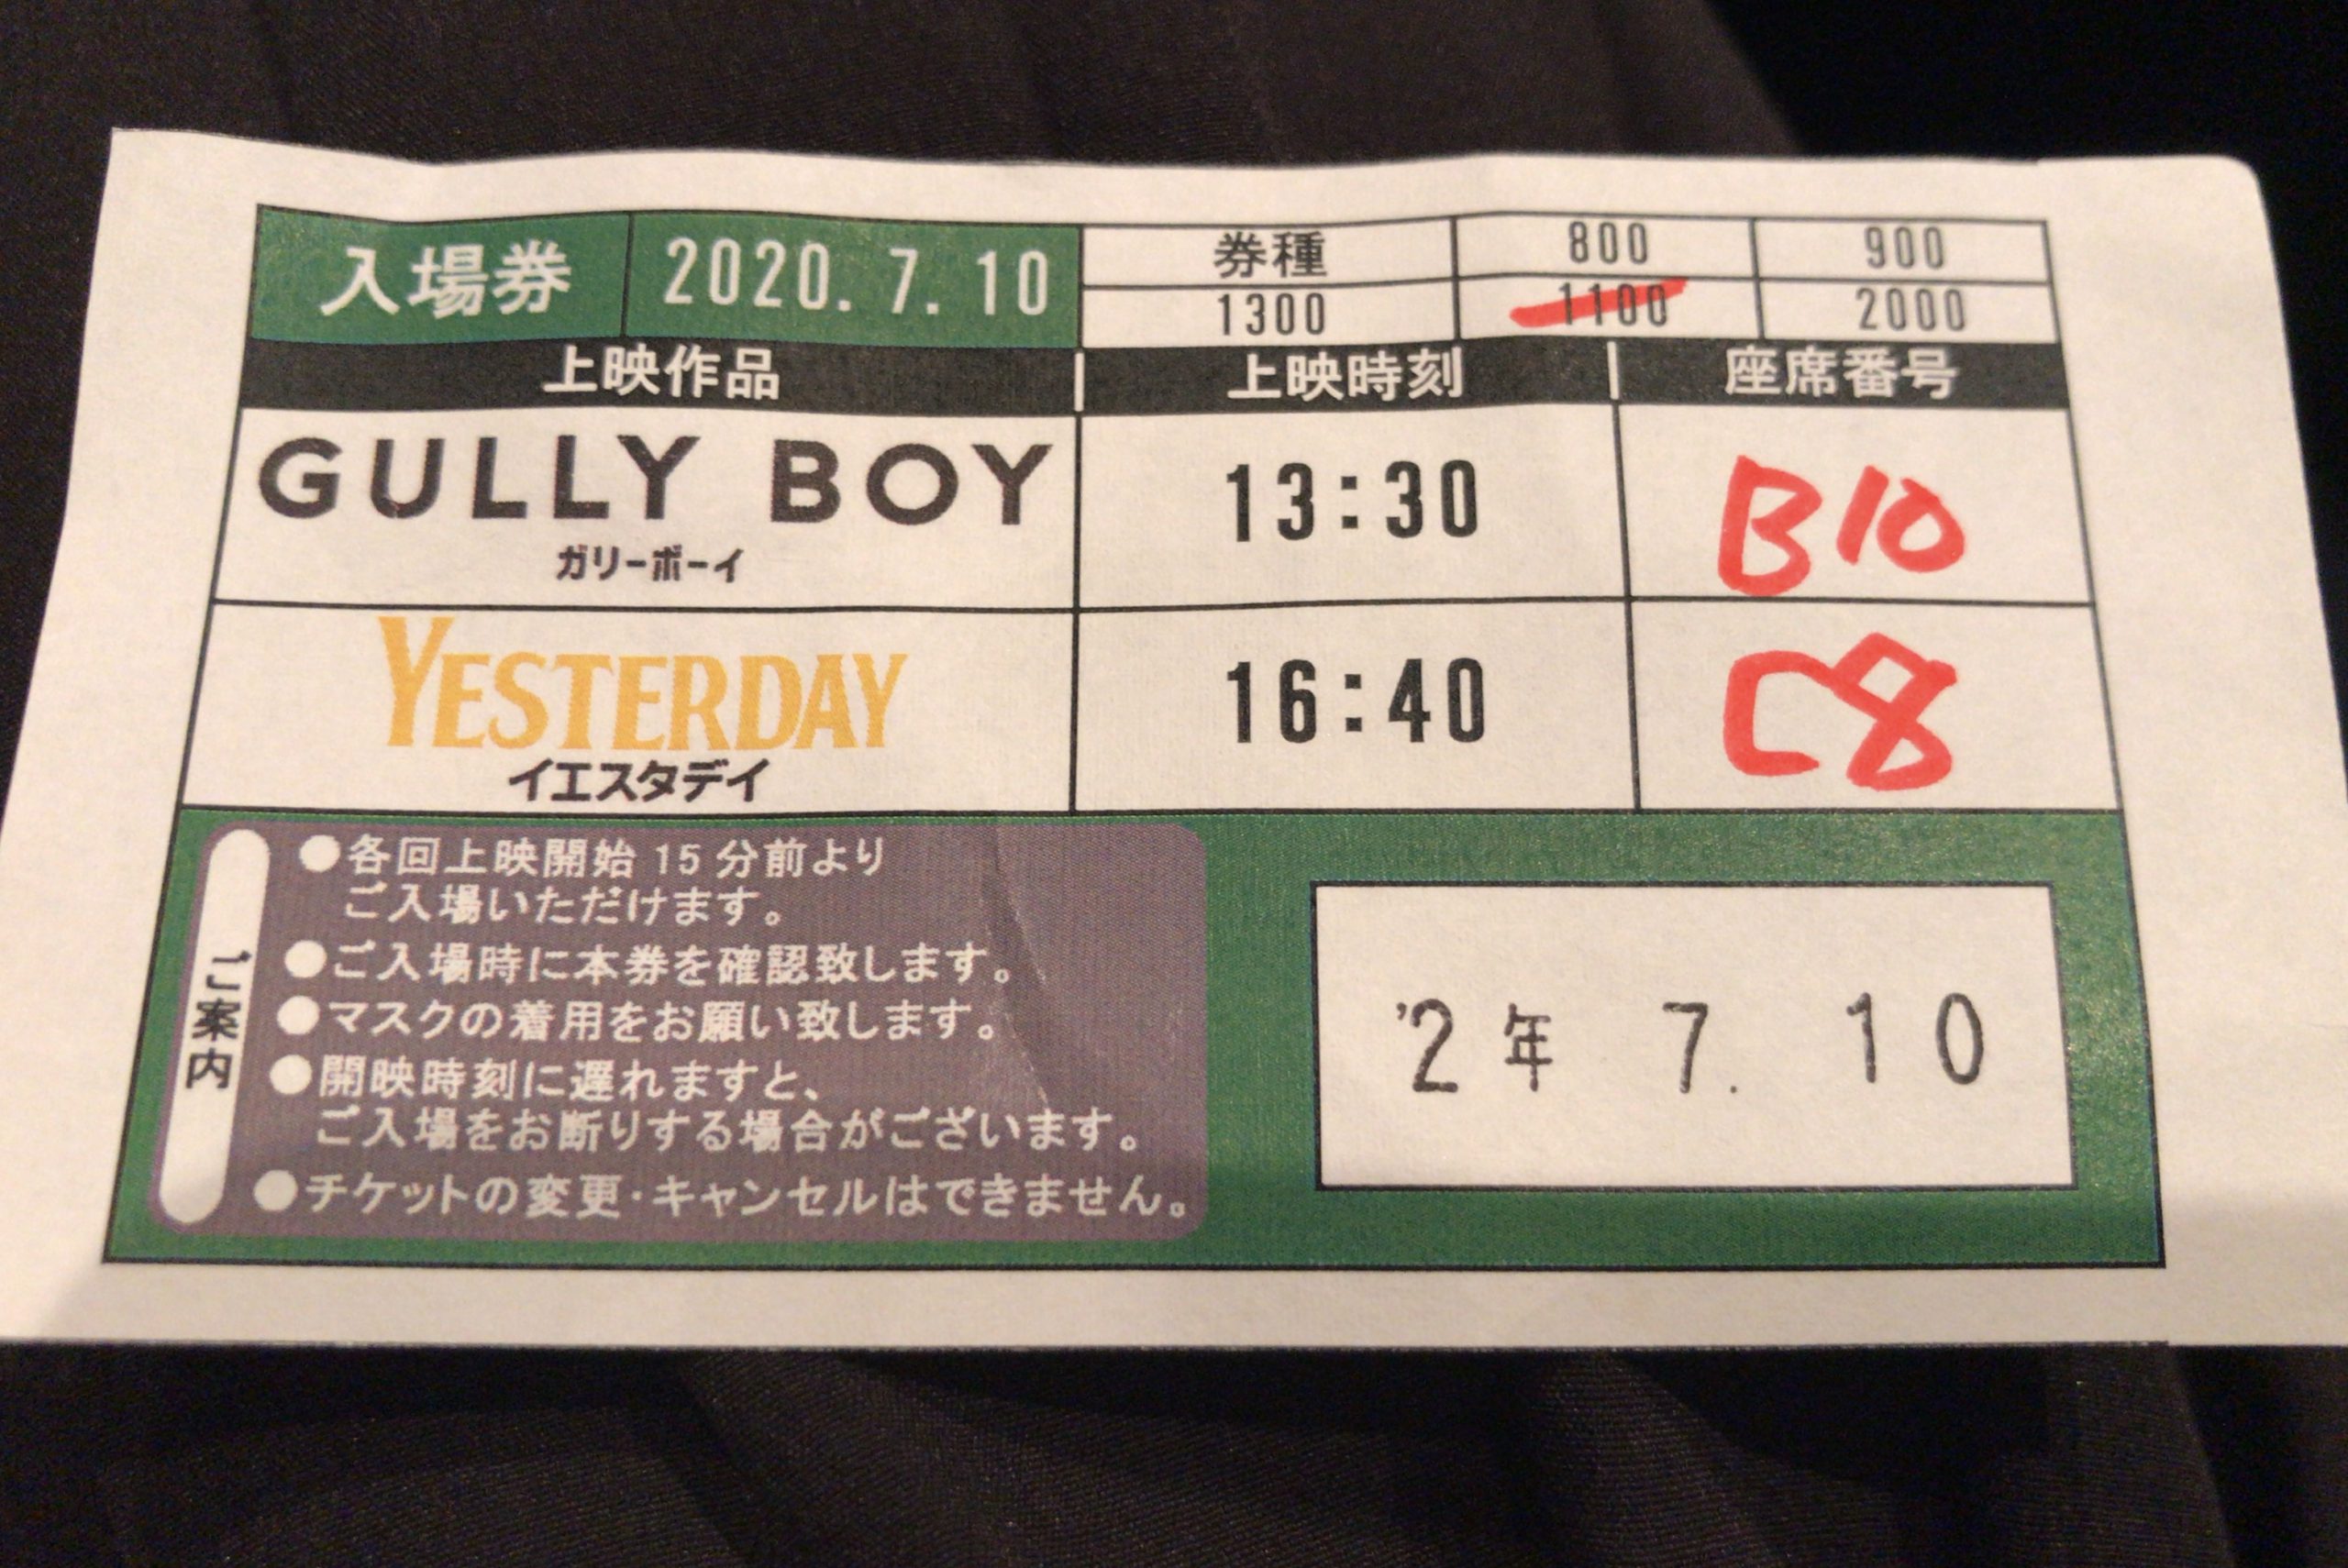 入場券 2020. 7. 10 券種 800 900
1300 1100 2000
上映作品 上映時刻 座席番号
GULLY BOY 13:30 B10
ガリーボーイ
YESTERDAY 16:40 C8
イエスタデイ
ご案内
●各回上映開始 15 分前より
ご入場いただけます。
●ご入場時に本券を確認致します。
●マスクの着用をお願い致します。
●開映時刻に遅れますと、
ご入場をお断りする場合がございます。
●チケットの変更・キャンセルはできません。
'2 年 7. 10